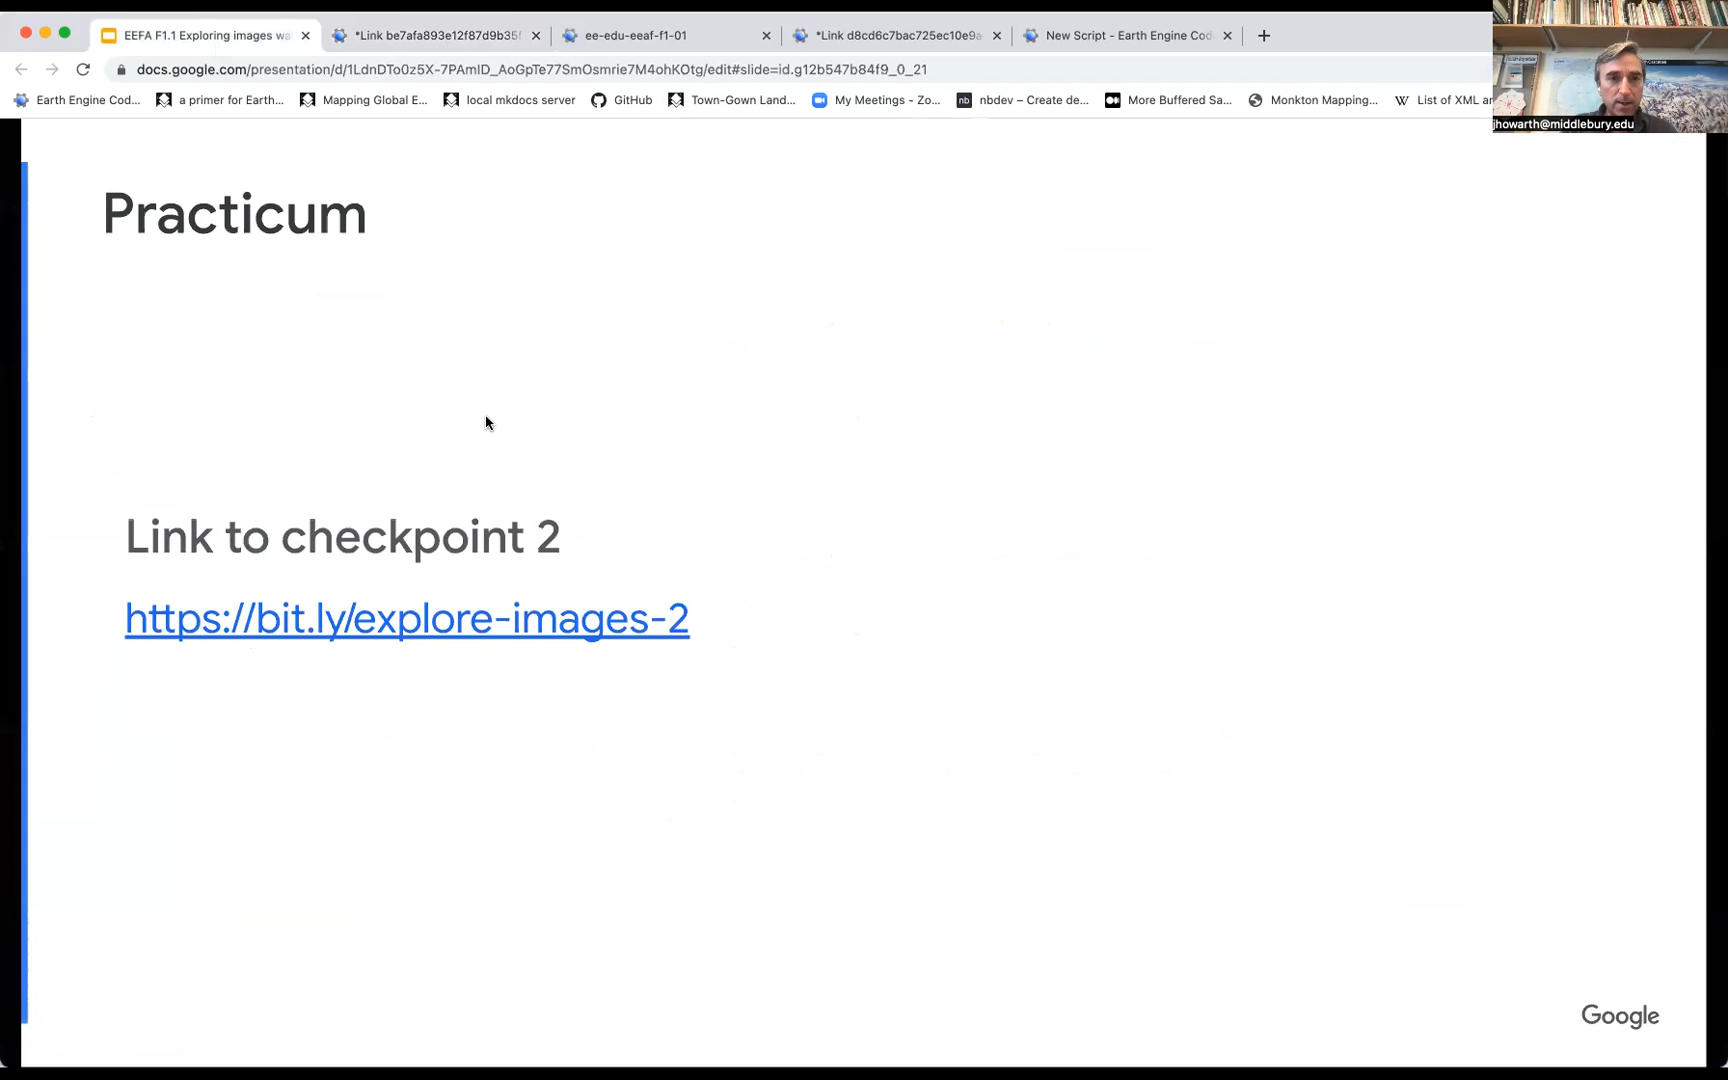 EEFA F1.1 Exploring images wa
*Link be7afa893e12f87d9b35f
ee-edu-eeaf-f1-01
*Link d8cd6c7bac725ec10e9a
New Script - Earth Engine Cod
docs.google.com/presentation/d/1LdnDTo0z5X-7PAmlD_AoGpTe77SmOsmrie7M4ohKOtg/edit#slide=id.g12b547b84f9_0_21
Earth Engine Cod...
a primer for Earth...
Mapping Global E...
local mkdocs server
GitHub
Town-Gown Land...
My Meetings - Zo...
nb
nbdev – Create de...
More Buffered Sa...
Monkton Mapping...
W
List of XML an
jhowarth@middlebury.edu
Practicum
Link to checkpoint 2
https://bit.ly/explore-images-2
Google